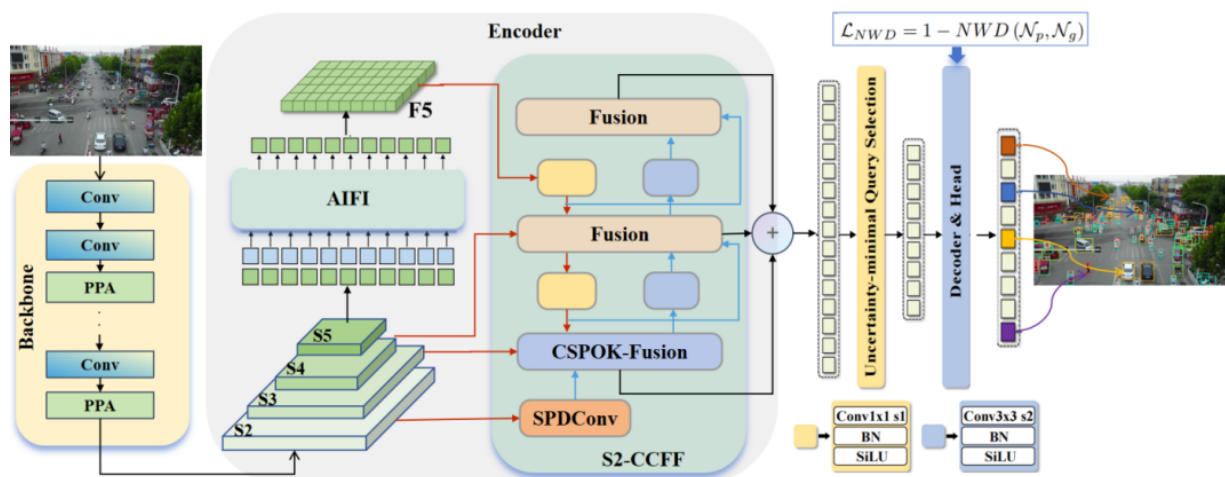 Encoder
L_NWD = 1 − NWD (N_p, N_g)
F5
Fusion
Backbone
Conv
AIFI
Conv
Fusion
PPA
S5
S4
S3
S2
CSPOK-Fusion
Conv
PPA
SPDConv
S2-CCFF
+
Uncertainty-minimal Query Selection
Decoder & Head
Conv1x1 s1
BN
SiLU
Conv3x3 s2
BN
SiLU